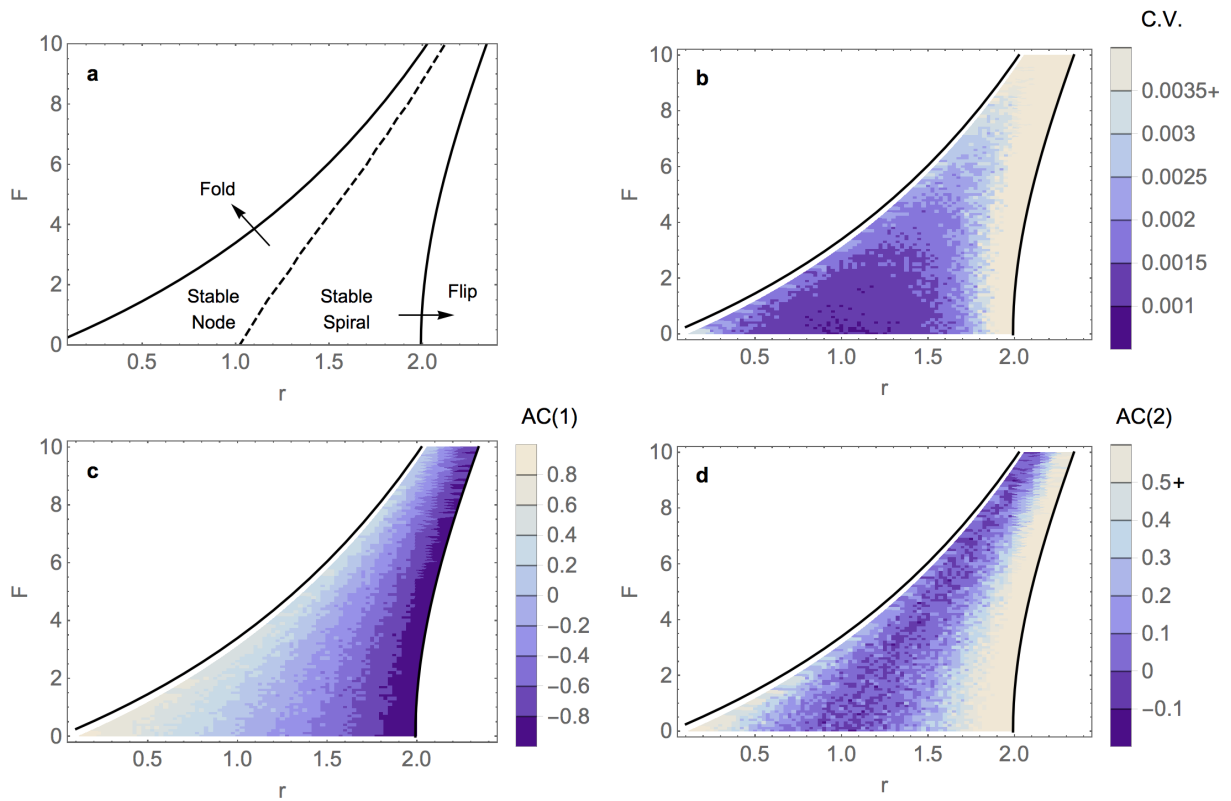 a
F
10
8
6
4
2
0
Fold
Stable
Node
Stable
Spiral
Flip
0.5
1.0
1.5
2.0
r
b
F
10
8
6
4
2
0
0.5
1.0
1.5
2.0
r
C.V.
0.0035+
0.003
0.0025
0.002
0.0015
0.001
c
F
10
8
6
4
2
0
0.5
1.0
1.5
2.0
r
AC(1)
0.8
0.6
0.4
0.2
0
−0.2
−0.4
−0.6
−0.8
d
F
10
8
6
4
2
0
0.5
1.0
1.5
2.0
r
AC(2)
0.5+
0.4
0.3
0.2
0.1
0
−0.1